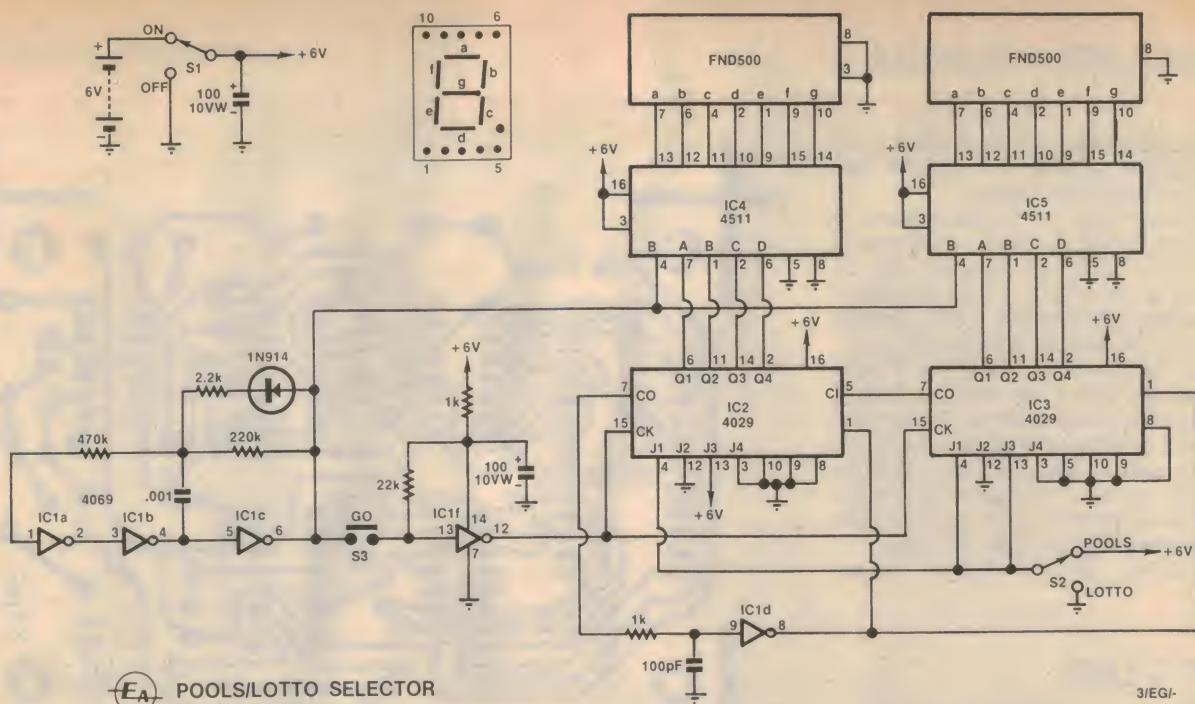 ON
S1
OFF
+
6V
−
+6V
+
100
10VW
−
10 6
a
f b
g
e c
d
1 5
FND500
8
3
a b c d e f g
7 6 4 2 1 9 10
FND500
8
a b c d e f g
7 6 4 2 1 9 10
+6V
13 12 11 10 9 15 14
16
3
IC4
4511
B A B C D
4 7 1 2 6 5 8
+6V
13 12 11 10 9 15 14
16
3
IC5
4511
B A B C D
4 7 1 2 6 5 8
+6V
6 11 14 2 16
Q1 Q2 Q3 Q4
7 CO CI 5
IC2
4029
15 CK 1
J1 J2 J3 J4
4 12 13 3 10 9 8
+6V
+6V
6 11 14 2 16
Q1 Q2 Q3 Q4
7 CO 1
IC3
4029
15 CK 8
J1 J2 J3 J4
4 12 13 3 5 10 9
1N914
2.2k
470k
220k
4069
.001
IC1a
1 2
IC1b
3 4
IC1c
5 6
GO
S3
+6V
1k
22k
+
100
10VW
−
IC1f
13 14 12
7
POOLS
+6V
S2
LOTTO
1k
100pF
IC1d
9 8
EA POOLS/LOTTO SELECTOR
3/EG/-